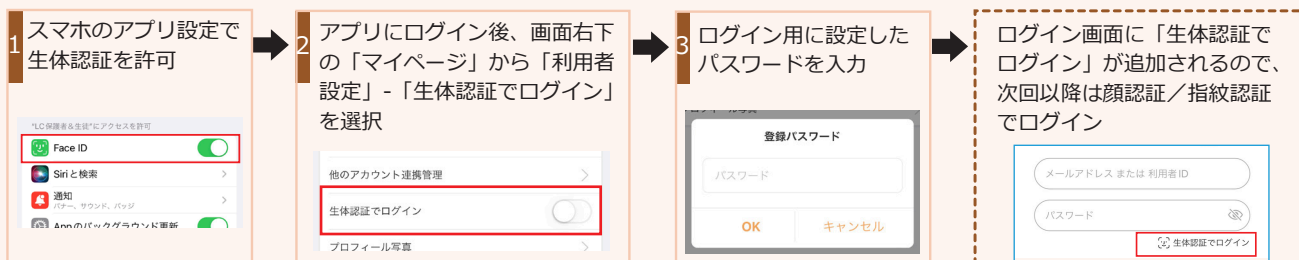 1
スマホのアプリ設定で
生体認証を許可
"LC保護者&生徒"にアクセスを許可
Face ID
Siriと検索
通知
バナー、サウンド、バッジ
Appのバックグラウンド更新
2
アプリにログイン後、画面右下
の「マイページ」から「利用者
設定」-「生体認証でログイン」
を選択
他のアカウント連携管理
生体認証でログイン
プロフィール写真
3
ログイン用に設定した
パスワードを入力
登録パスワード
パスワード
OK キャンセル
ログイン画面に「生体認証で
ログイン」が追加されるので、
次回以降は顔認証/指紋認証
でログイン
メールアドレス または 利用者ID
パスワード
生体認証でログイン